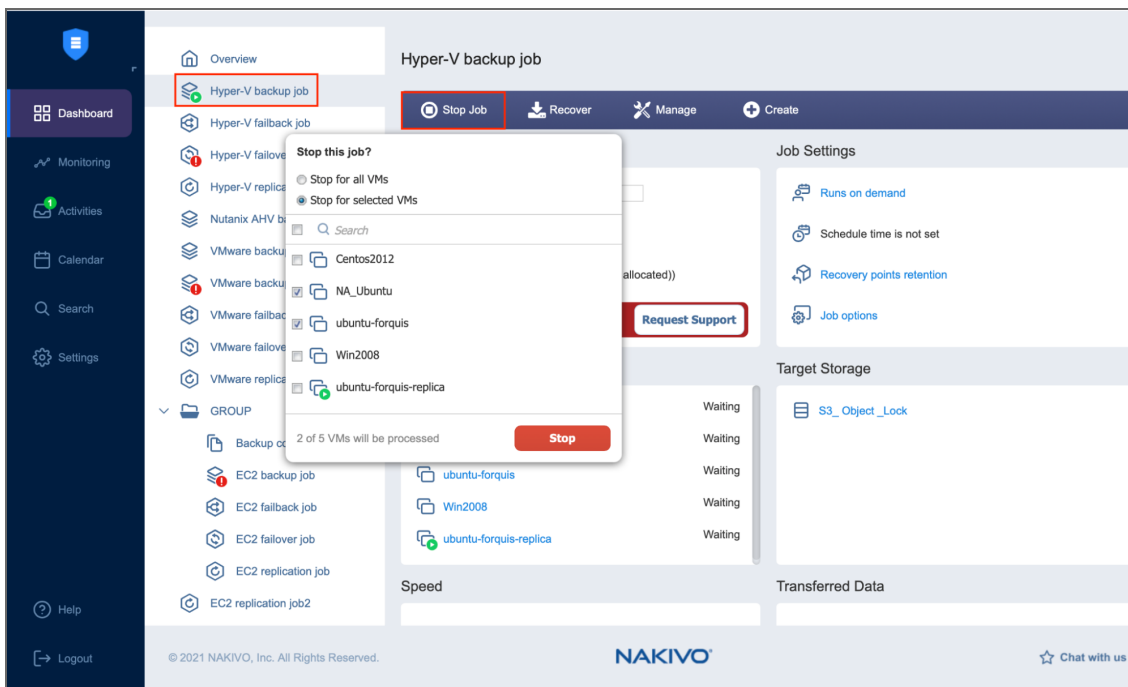 Dashboard
Monitoring
1
Activities
Calendar
Search
Settings
Help
Logout
Overview
Hyper-V backup job
Hyper-V failback job
Hyper-V failove
Hyper-V replica
Nutanix AHV ba
VMware backu
VMware backu
VMware failbac
VMware failove
VMware replica
GROUP
Backup co
EC2 backup job
EC2 failback job
EC2 failover job
EC2 replication job
EC2 replication job2
Hyper-V backup job
Stop Job Recover Manage Create
Stop this job?
Stop for all VMs
Stop for selected VMs
Search
Centos2012
NA_Ubuntu
ubuntu-forquis
Win2008
ubuntu-forquis-replica
2 of 5 VMs will be processed Stop
allocated))
Request Support
Waiting
Waiting
ubuntu-forquis Waiting
Win2008 Waiting
ubuntu-forquis-replica Waiting
Speed
Job Settings
Runs on demand
Schedule time is not set
Recovery points retention
Job options
Target Storage
S3_ Object _Lock
Transferred Data
© 2021 NAKIVO, Inc. All Rights Reserved. NAKIVO® Chat with us